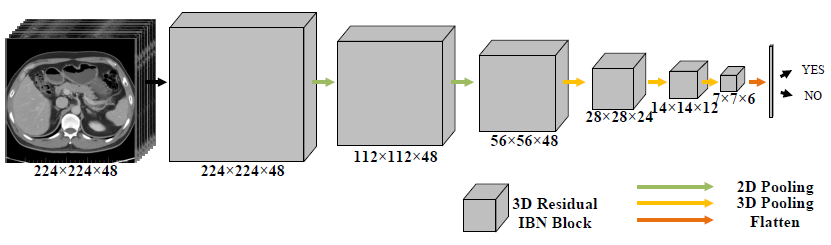 224×224×48
224×224×48
112×112×48
56×56×48
28×28×24
14×14×12
7×7×6
YES
NO
3D Residual
IBN Block
2D Pooling
3D Pooling
Flatten